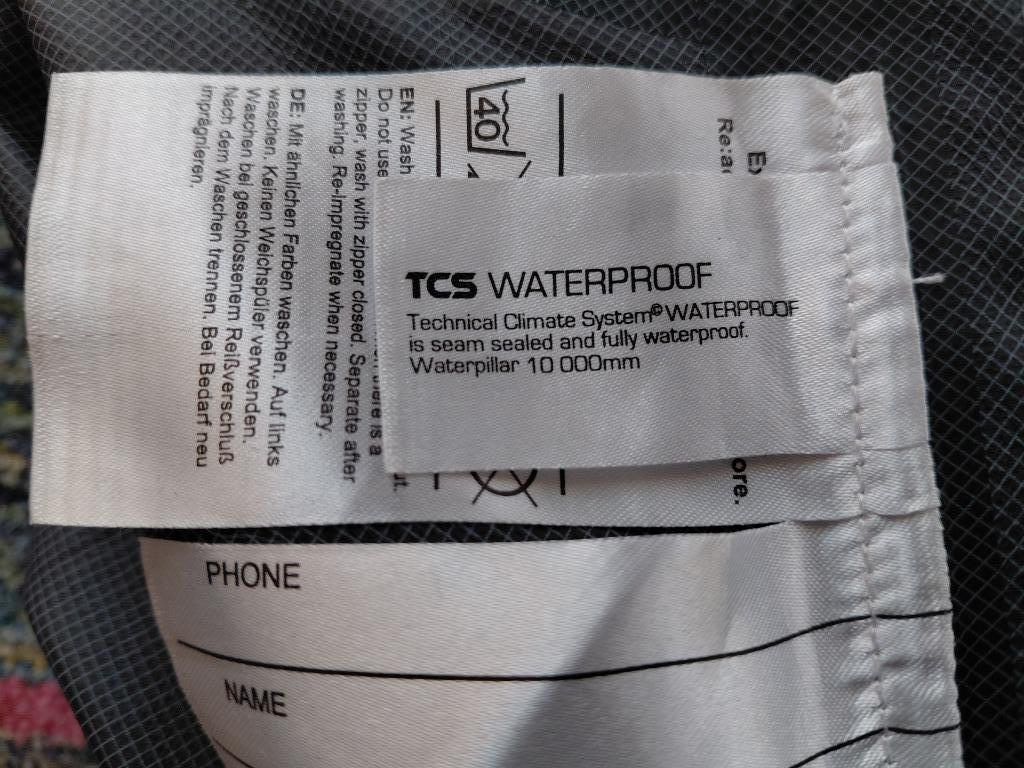 TCS WATERPROOF
Technical Climate System© WATERPROOF
is seam sealed and fully waterproof.
Waterpillar 10 000mm
40
EN: Wash
Do not use
there is a
zipper, wash with zipper closed. Separate after
washing. Re-Impregnate when necessary.
DE: Mit ähnlichen Farben waschen. Auf links
waschen. Keinen Weichspüler verwenden.
Waschen bei geschlossenem Reißverschluß
Nach dem Waschen trennen. Bei Bedarf neu
imprägnieren.
PHONE
NAME